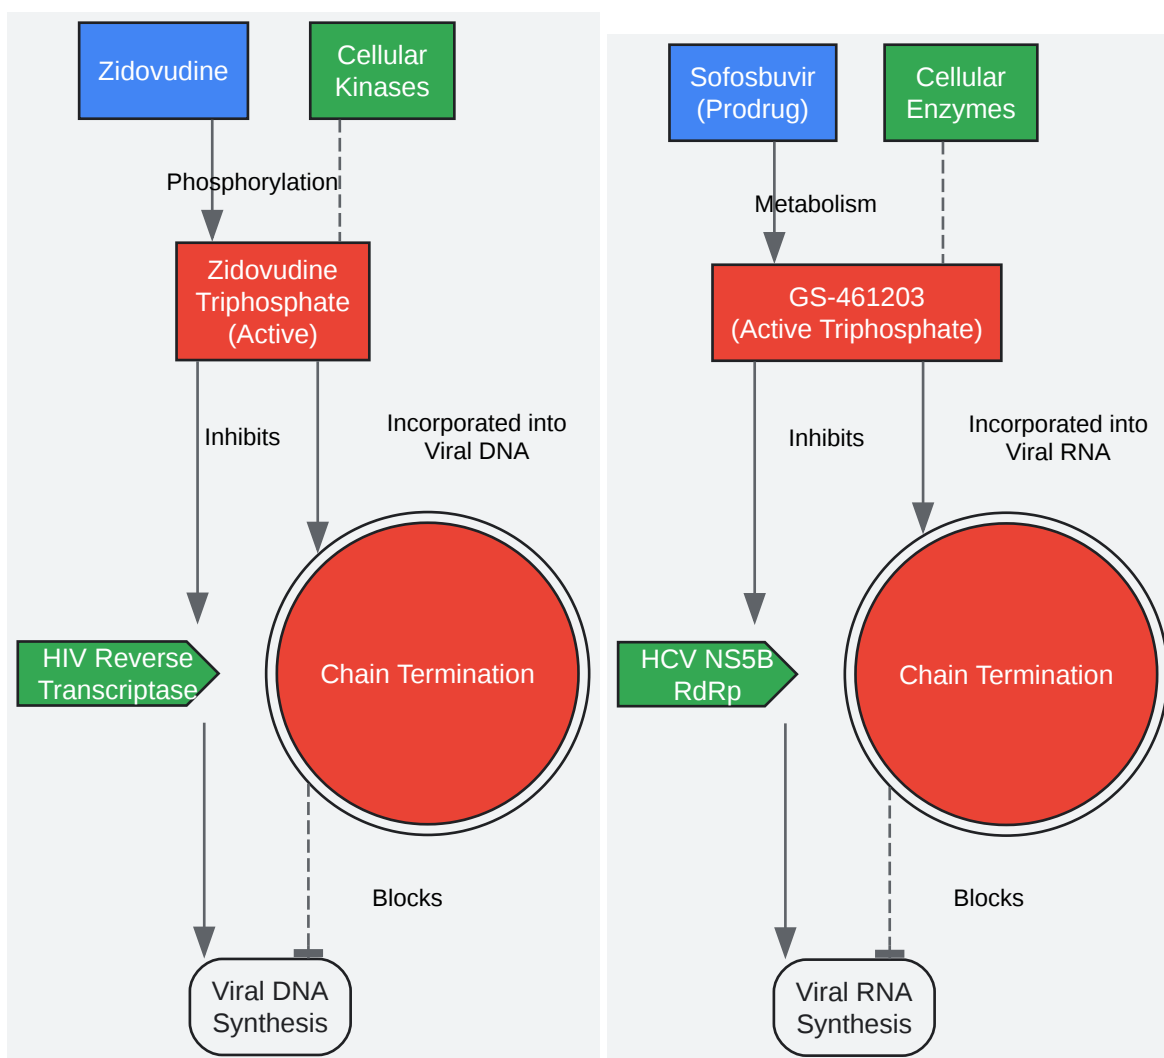 Zidovudine
Cellular
Kinases
Phosphorylation
Zidovudine
Triphosphate
(Active)
Inhibits
Incorporated into
Viral DNA
HIV Reverse
Transcriptase
Chain Termination
Blocks
Viral DNA
Synthesis
Sofosbuvir
(Prodrug)
Cellular
Enzymes
Metabolism
GS-461203
(Active Triphosphate)
Inhibits
Incorporated into
Viral RNA
HCV NS5B
RdRp
Chain Termination
Blocks
Viral RNA
Synthesis